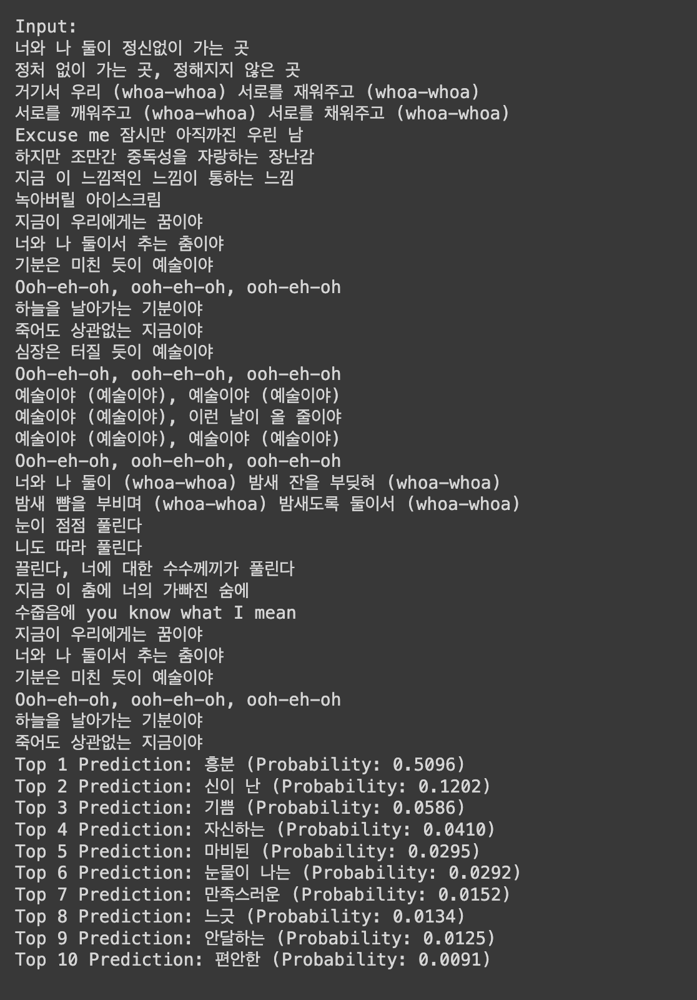 Input:
너와 나 둘이 정신없이 가는 곳
정처 없이 가는 곳, 정해지지 않은 곳
거기서 우리 (whoa-whoa) 서로를 재워주고 (whoa-whoa)
서로를 깨워주고 (whoa-whoa) 서로를 채워주고 (whoa-whoa)
Excuse me 잠시만 아직까진 우린 남
하지만 조만간 중독성을 자랑하는 장난감
지금 이 느낌적인 느낌이 통하는 느낌
녹아버릴 아이스크림
지금이 우리에게는 꿈이야
너와 나 둘이서 추는 춤이야
기분은 미친 듯이 예술이야
Ooh-eh-oh, ooh-eh-oh, ooh-eh-oh
하늘을 날아가는 기분이야
죽어도 상관없는 지금이야
심장은 터질 듯이 예술이야
Ooh-eh-oh, ooh-eh-oh, ooh-eh-oh
예술이야 (예술이야), 예술이야 (예술이야)
예술이야 (예술이야), 이런 날이 올 줄이야
예술이야 (예술이야), 예술이야 (예술이야)
Ooh-eh-oh, ooh-eh-oh, ooh-eh-oh
너와 나 둘이 (whoa-whoa) 밤새 잔을 부딪혀 (whoa-whoa)
밤새 뺨을 부비며 (whoa-whoa) 밤새도록 둘이서 (whoa-whoa)
눈이 점점 풀린다
니도 따라 풀린다
끌린다, 너에 대한 수수께끼가 풀린다
지금 이 춤에 너의 가빠진 숨에
수줍음에 you know what I mean
지금이 우리에게는 꿈이야
너와 나 둘이서 추는 춤이야
기분은 미친 듯이 예술이야
Ooh-eh-oh, ooh-eh-oh, ooh-eh-oh
하늘을 날아가는 기분이야
죽어도 상관없는 지금이야
Top 1 Prediction: 흥분 (Probability: 0.5096)
Top 2 Prediction: 신이 난 (Probability: 0.1202)
Top 3 Prediction: 기쁨 (Probability: 0.0586)
Top 4 Prediction: 자신하는 (Probability: 0.0410)
Top 5 Prediction: 마비된 (Probability: 0.0295)
Top 6 Prediction: 눈물이 나는 (Probability: 0.0292)
Top 7 Prediction: 만족스러운 (Probability: 0.0152)
Top 8 Prediction: 느긋 (Probability: 0.0134)
Top 9 Prediction: 안달하는 (Probability: 0.0125)
Top 10 Prediction: 편안한 (Probability: 0.0091)